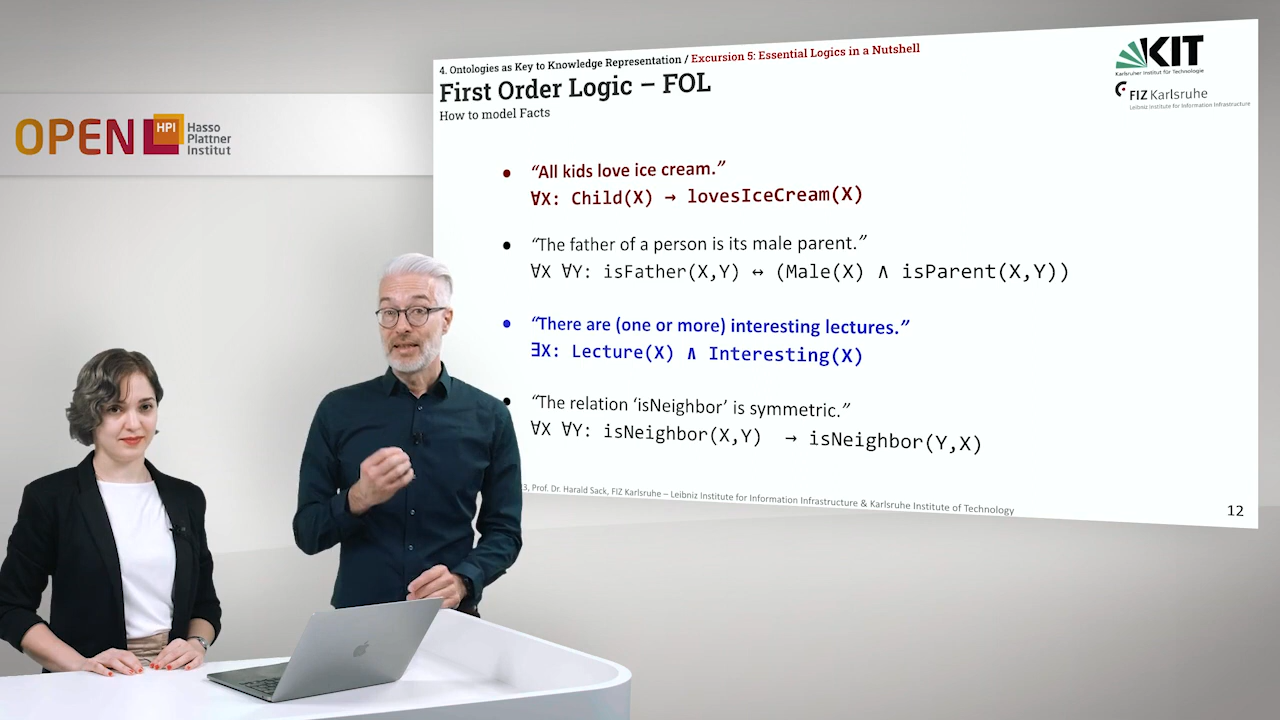 4. Ontologies as Key to Knowledge Representation / Excursion 5: Essential Logics in a Nutshell
First Order Logic – FOL
How to model Facts
KIT
Karlsruher Institut für Technologie
FIZ Karlsruhe
Leibniz Institute for Information Infrastructure
OPEN HPI Hasso
Plattner
Institut
• “All kids love ice cream.”
∀X: Child(X) → lovesIceCream(X)
• “The father of a person is its male parent.”
∀X ∀Y: isFather(X,Y) ↔ (Male(X) ∧ isParent(X,Y))
• “There are (one or more) interesting lectures.”
∃X: Lecture(X) ∧ Interesting(X)
• “The relation ‘isNeighbor’ is symmetric.”
∀X ∀Y: isNeighbor(X,Y) → isNeighbor(Y,X)
3, Prof. Dr. Harald Sack, FIZ Karlsruhe – Leibniz Institute for Information Infrastructure & Karlsruhe Institute of Technology
12